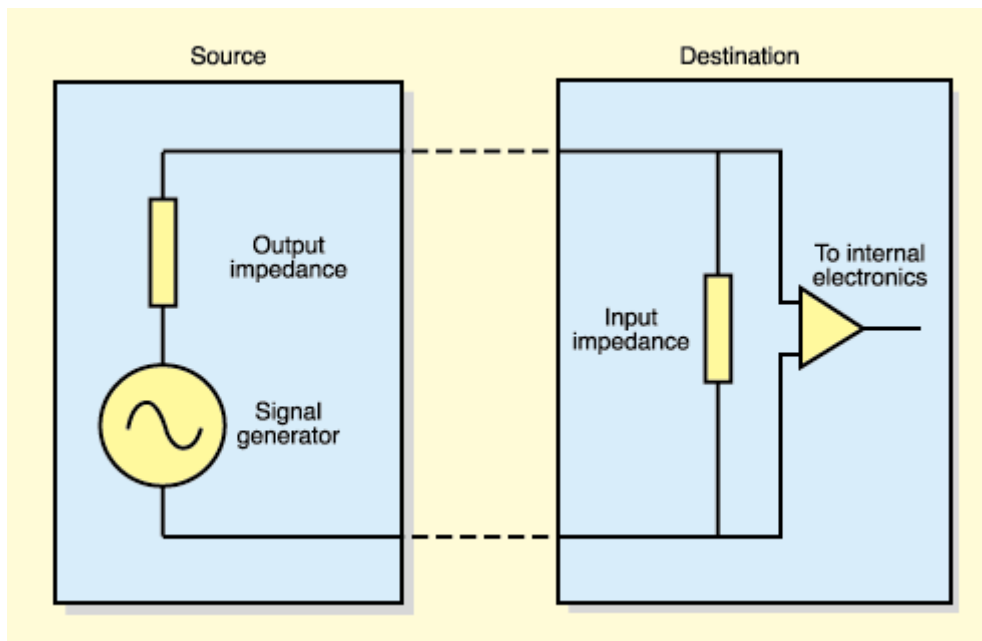 Source
Destination
Output
impedance
Signal
generator
Input
impedance
To internal
electronics